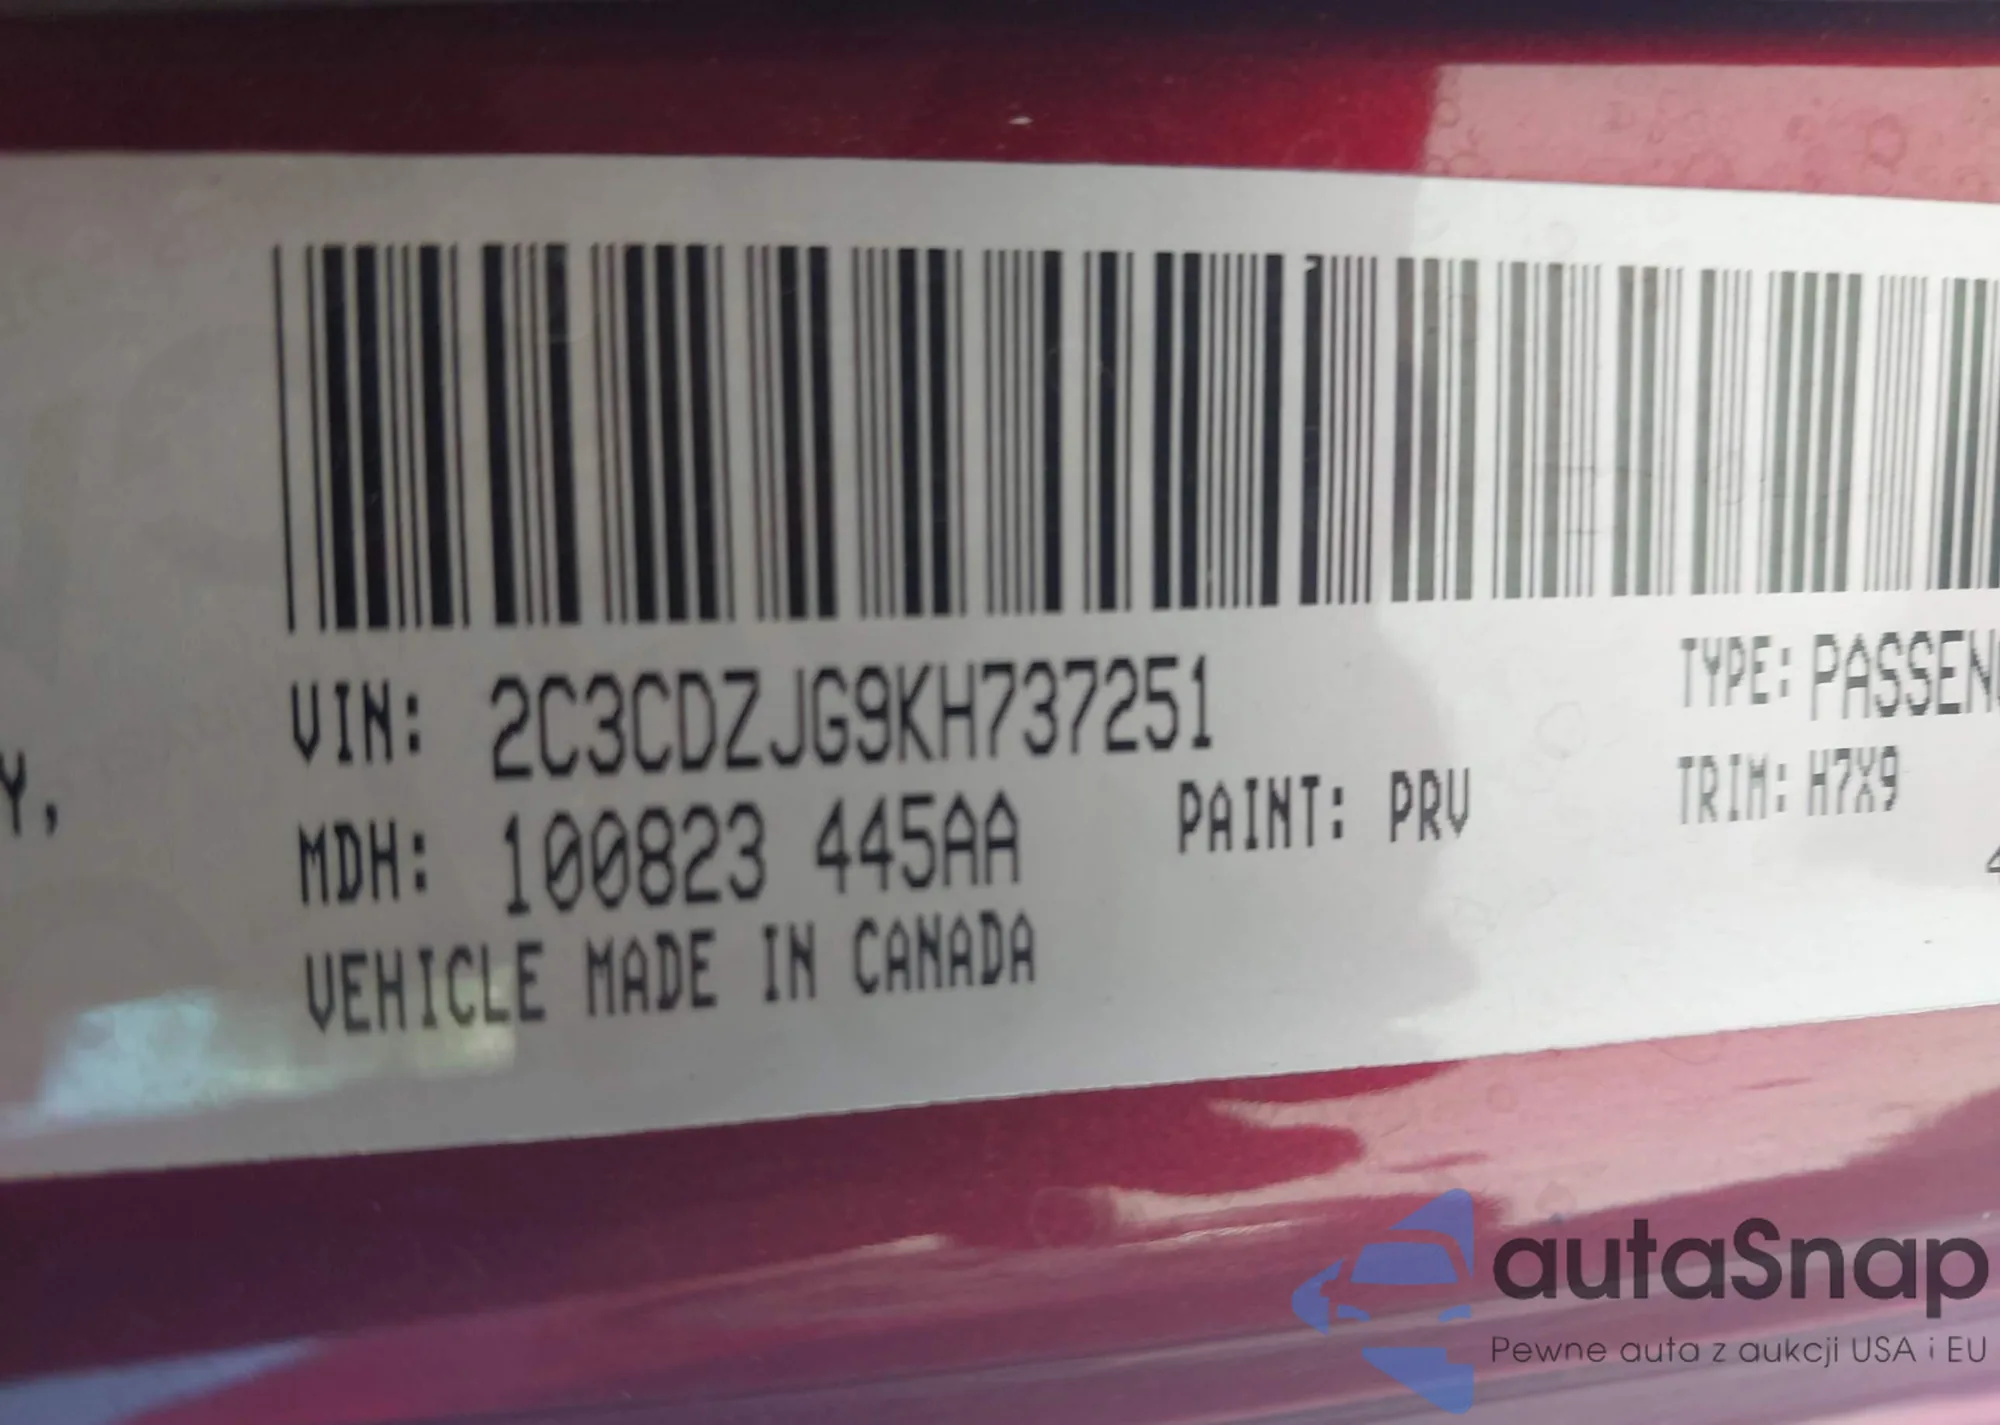 Y,
VIN: 2C3CDZJG9KH737251
TYPE: PASSEN
MDH: 100823 445AA
PAINT: PRV
TRIM: H7X9
4
VEHICLE MADE IN CANADA
autaSnap
Pewne auta z aukcji USA i EU